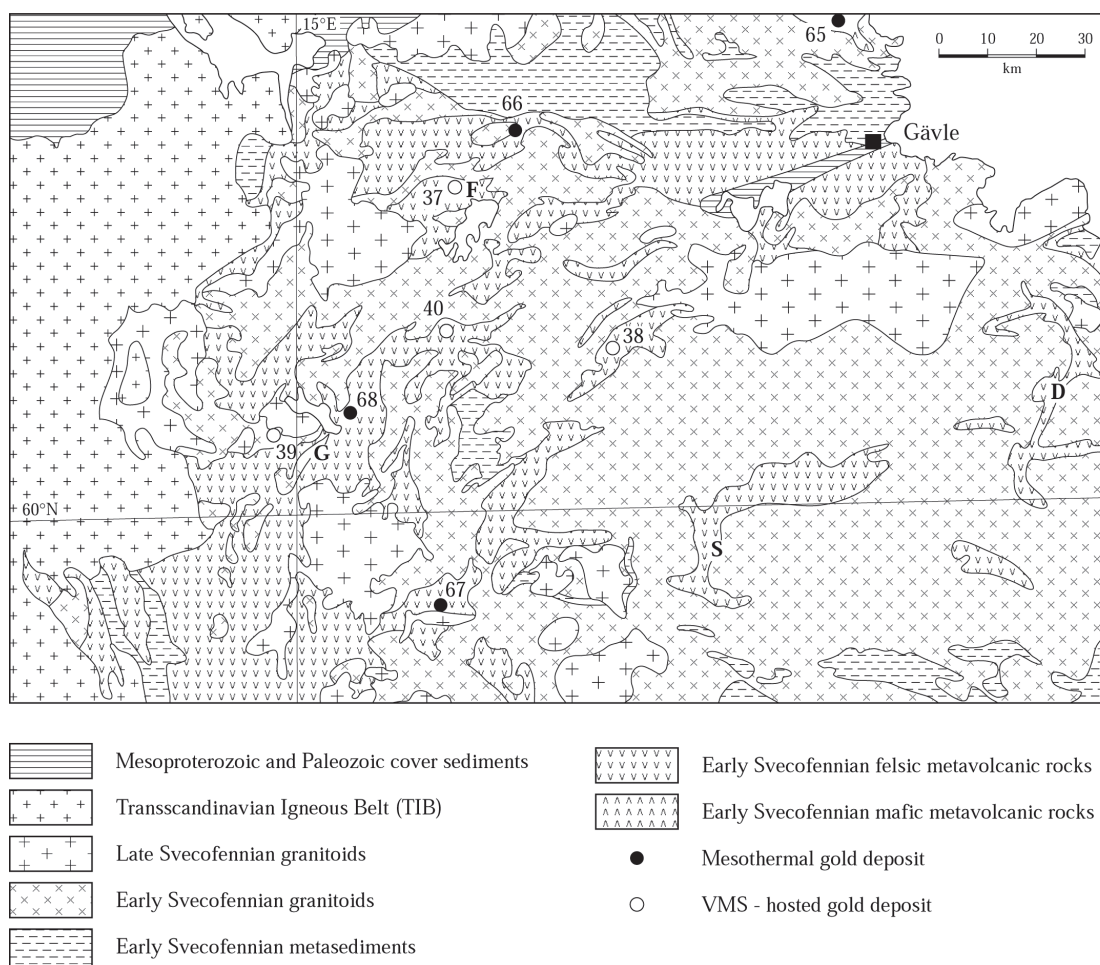 15°E
65
0 10 20 30
km
66
Gävle
37 F
40
38
68
D
39 G
60°N
S
67
Mesoproterozoic and Paleozoic cover sediments
Transscandinavian Igneous Belt (TIB)
Late Svecofennian granitoids
Early Svecofennian granitoids
Early Svecofennian metasediments
Early Svecofennian felsic metavolcanic rocks
Early Svecofennian mafic metavolcanic rocks
Mesothermal gold deposit
VMS - hosted gold deposit